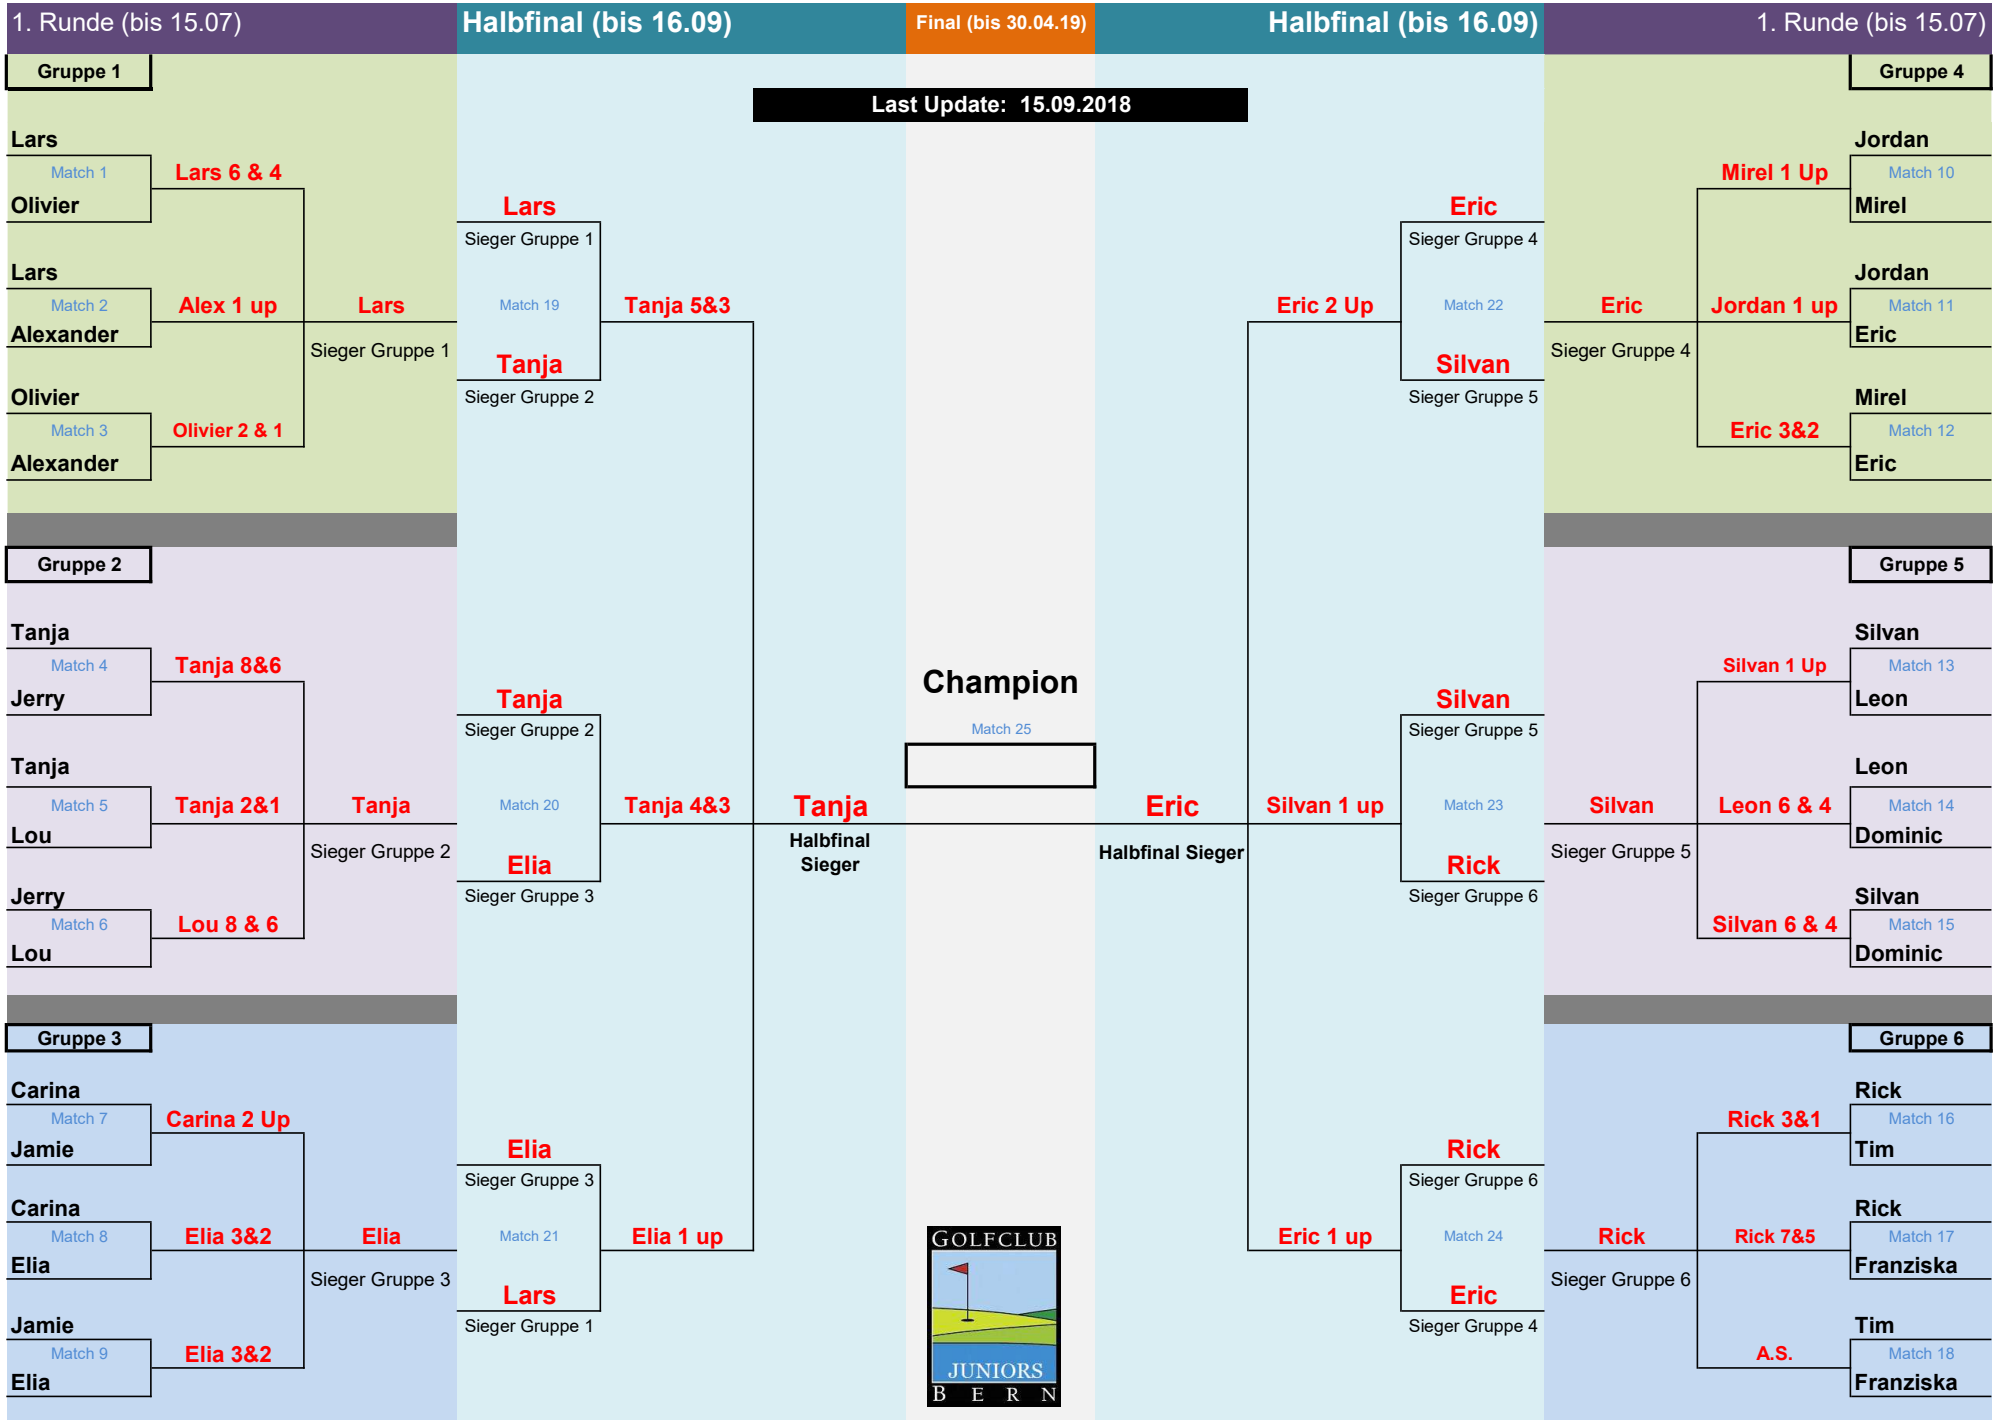 1. Runde (bis 15.07)
Halbfinal (bis 16.09)
Final (bis 30.04.19)
Halbfinal (bis 16.09)
1. Runde (bis 15.07)
Last Update: 15.09.2018
Gruppe 1
Lars
Match 1
Olivier
Lars 6 & 4
Lars
Match 2
Alexander
Alex 1 up
Olivier
Match 3
Alexander
Olivier 2 & 1
Lars
Sieger Gruppe 1
Gruppe 2
Tanja
Match 4
Jerry
Tanja 8&6
Tanja
Match 5
Lou
Tanja 2&1
Jerry
Match 6
Lou
Lou 8 & 6
Tanja
Sieger Gruppe 2
Gruppe 3
Carina
Match 7
Jamie
Carina 2 Up
Carina
Match 8
Elia
Elia 3&2
Jamie
Match 9
Elia
Elia 3&2
Elia
Sieger Gruppe 3
Lars
Sieger Gruppe 1
Match 19
Tanja
Sieger Gruppe 2
Tanja 5&3
Tanja
Sieger Gruppe 2
Match 20
Elia
Sieger Gruppe 3
Tanja 4&3
Elia
Sieger Gruppe 3
Match 21
Lars
Sieger Gruppe 1
Elia 1 up
Tanja
Halbfinal
Sieger
Champion
Match 25
Eric
Halbfinal Sieger
GOLFCLUB
JUNIORS
BERN
Eric
Sieger Gruppe 4
Match 22
Silvan
Sieger Gruppe 5
Eric 2 Up
Silvan
Sieger Gruppe 5
Match 23
Rick
Sieger Gruppe 6
Silvan 1 up
Rick
Sieger Gruppe 6
Match 24
Eric
Sieger Gruppe 4
Eric 1 up
Gruppe 4
Jordan
Match 10
Mirel
Mirel 1 Up
Jordan
Match 11
Eric
Jordan 1 up
Mirel
Match 12
Eric
Eric 3&2
Eric
Sieger Gruppe 4
Gruppe 5
Silvan
Match 13
Leon
Silvan 1 Up
Leon
Match 14
Dominic
Leon 6 & 4
Silvan
Match 15
Dominic
Silvan 6 & 4
Silvan
Sieger Gruppe 5
Gruppe 6
Rick
Match 16
Tim
Rick 3&1
Rick
Match 17
Franziska
Rick 7&5
Tim
Match 18
Franziska
A.S.
Rick
Sieger Gruppe 6